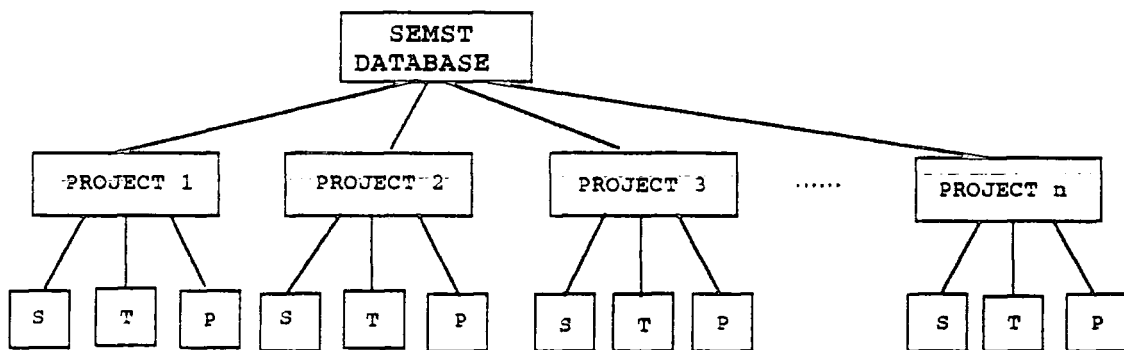 SEMST
DATABASE
PROJECT 1
PROJECT 2
PROJECT 3
......
PROJECT n
S T P S T P S T P S T P